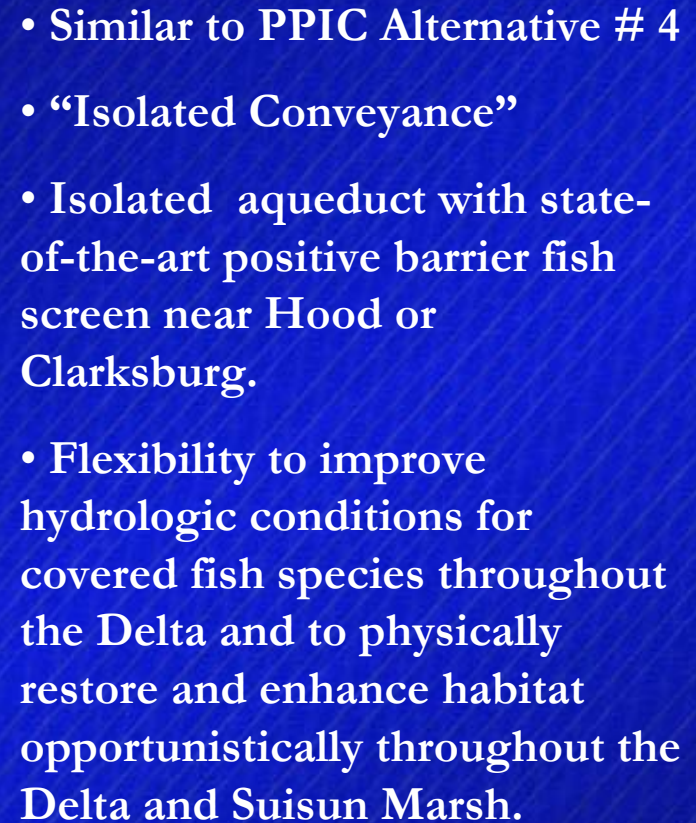 • Similar to PPIC Alternative # 4
• “Isolated Conveyance”
• Isolated aqueduct with state-
of-the-art positive barrier fish
screen near Hood or
Clarksburg.
• Flexibility to improve
hydrologic conditions for
covered fish species throughout
the Delta and to physically
restore and enhance habitat
opportunistically throughout the
Delta and Suisun Marsh.